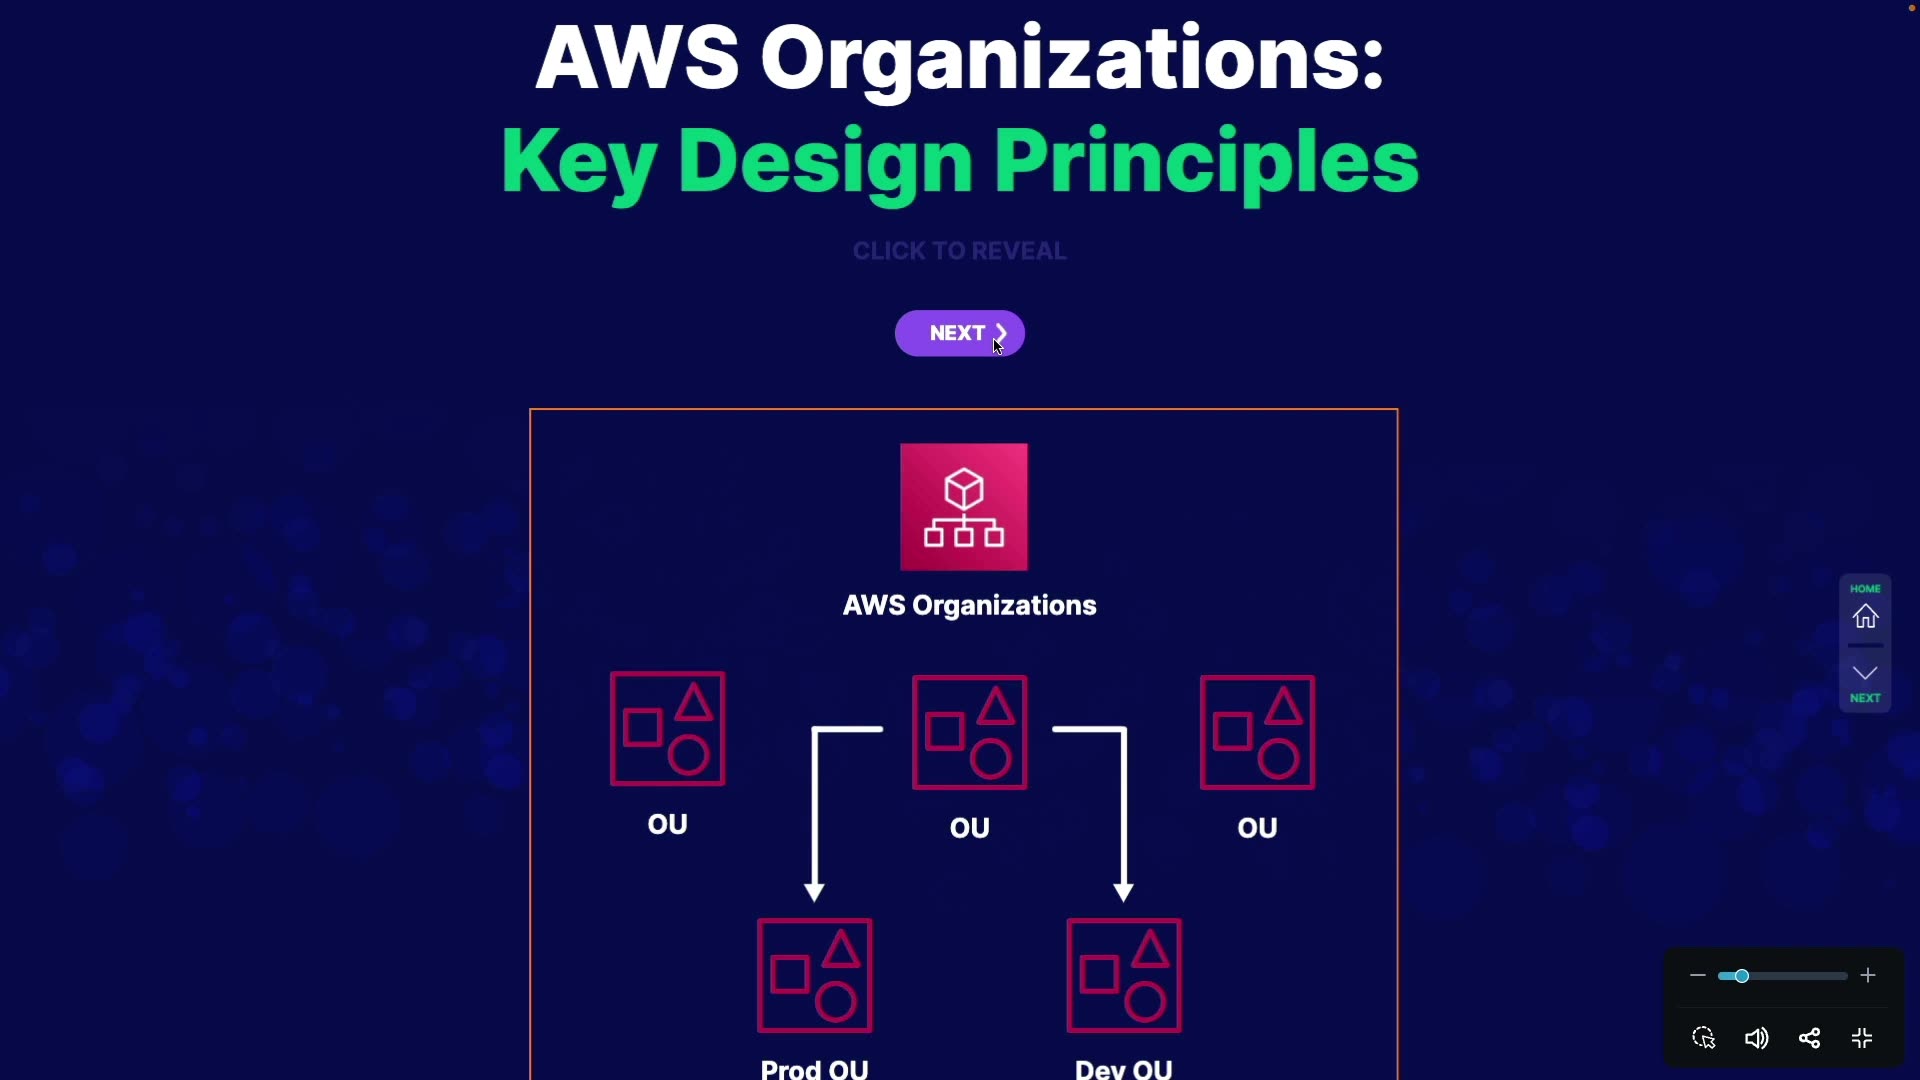 AWS Organizations:
Key Design Principles
CLICK TO REVEAL
NEXT
AWS Organizations
OU
OU
OU
Prod OU
Dev OU
HOME
NEXT